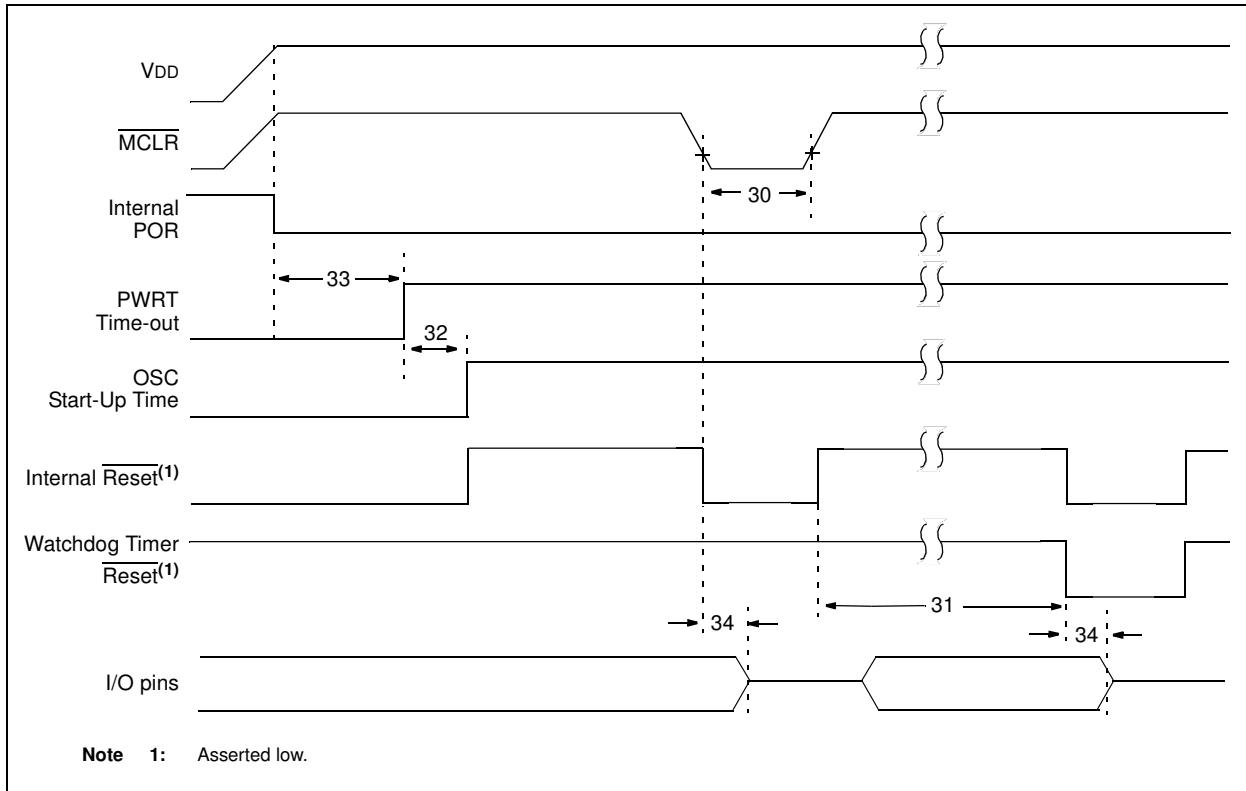 VDD
MCLR
30
Internal
POR
33
PWRT
Time-out
32
OSC
Start-Up Time
Internal Reset(1)
Watchdog Timer
Reset(1)
31
34
34
I/O pins
Note 1: Asserted low.